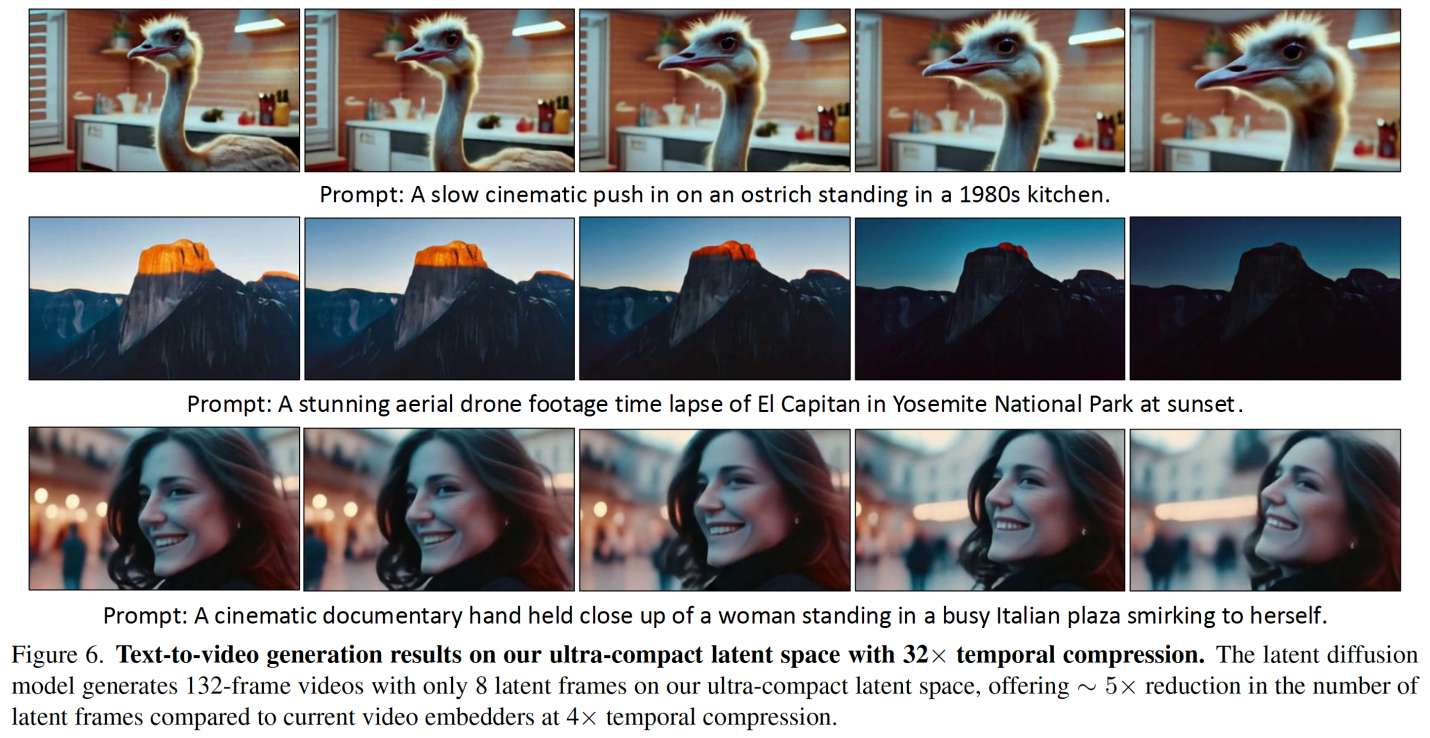 Prompt: A slow cinematic push in on an ostrich standing in a 1980s kitchen.
Prompt: A stunning aerial drone footage time lapse of El Capitan in Yosemite National Park at sunset.
Prompt: A cinematic documentary hand held close up of a woman standing in a busy Italian plaza smirking to herself.
Figure 6. Text-to-video generation results on our ultra-compact latent space with 32× temporal compression. The latent diffusion
model generates 132-frame videos with only 8 latent frames on our ultra-compact latent space, offering ∼ 5× reduction in the number of
latent frames compared to current video embedders at 4× temporal compression.